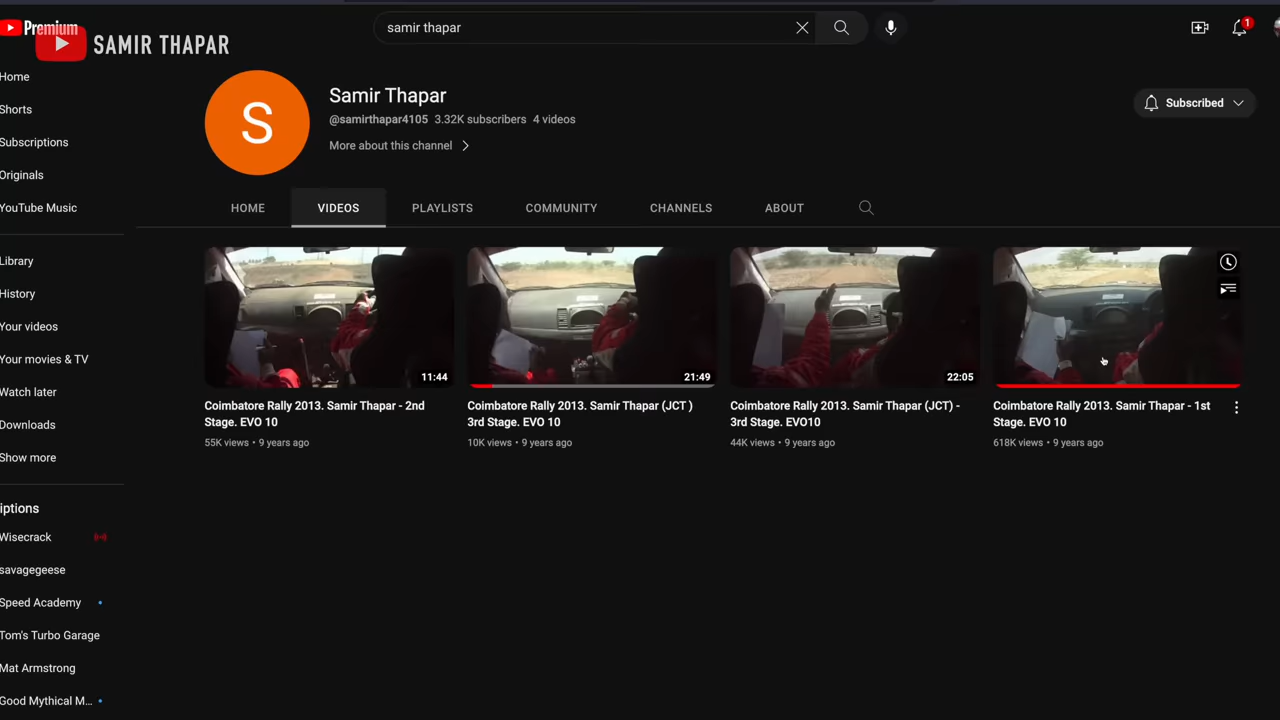 Premium
SAMIR THAPAR
samir thapar
1
Home
Shorts
Subscriptions
Originals
YouTube Music
Library
History
Your videos
Your movies & TV
Watch later
Downloads
Show more
iptions
Wisecrack
savagegeese
Speed Academy
Tom's Turbo Garage
Mat Armstrong
Good Mythical M...
S
Samir Thapar
@samirthapar4105 3.32K subscribers 4 videos
More about this channel
Subscribed
HOME VIDEOS PLAYLISTS COMMUNITY CHANNELS ABOUT
11:44
Coimbatore Rally 2013. Samir Thapar - 2nd
Stage. EVO 10
55K views • 9 years ago
21:49
Coimbatore Rally 2013. Samir Thapar (JCT )
3rd Stage. EVO 10
10K views • 9 years ago
22:05
Coimbatore Rally 2013. Samir Thapar (JCT) -
3rd Stage. EVO10
44K views • 9 years ago
Coimbatore Rally 2013. Samir Thapar - 1st
Stage. EVO 10
618K views • 9 years ago